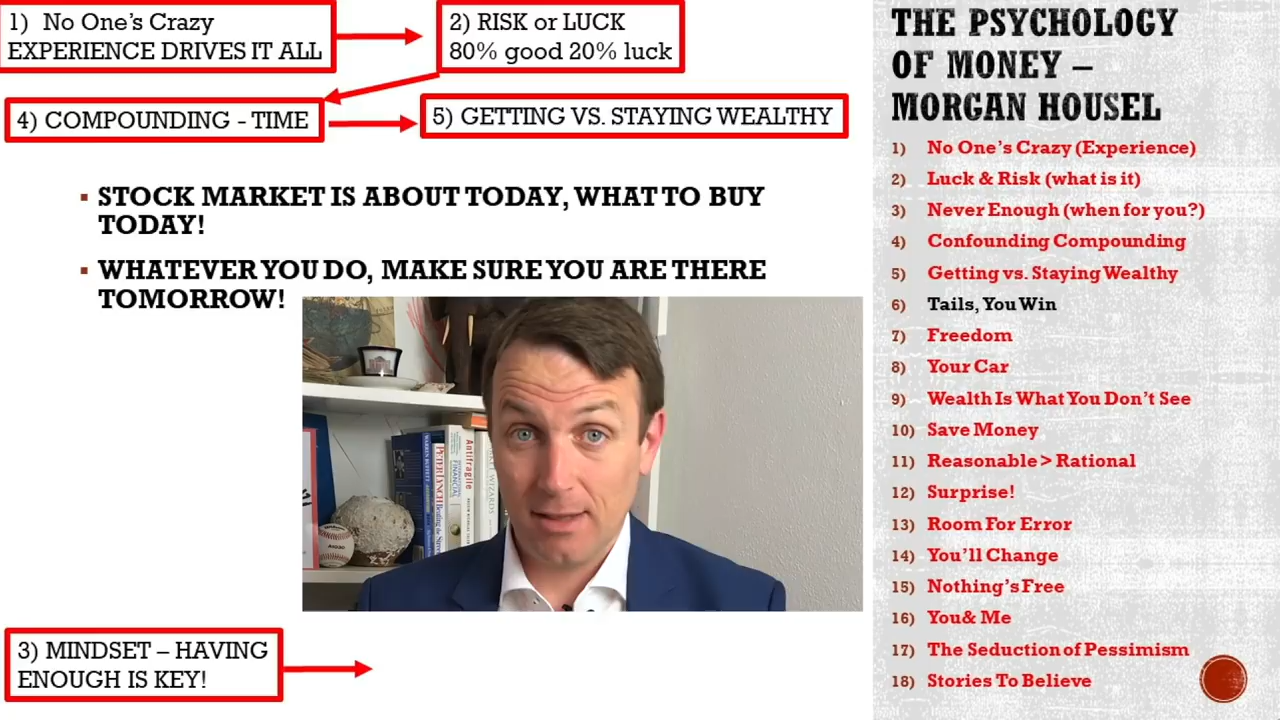 1) No One's Crazy
EXPERIENCE DRIVES IT ALL
2) RISK or LUCK
80% good 20% luck
4) COMPOUNDING - TIME
5) GETTING VS. STAYING WEALTHY
▪ STOCK MARKET IS ABOUT TODAY, WHAT TO BUY
TODAY!
▪ WHATEVER YOU DO, MAKE SURE YOU ARE THERE
TOMORROW!
Antifragile
3) MINDSET – HAVING
ENOUGH IS KEY!
THE PSYCHOLOGY
OF MONEY –
MORGAN HOUSEL
1) No One's Crazy (Experience)
2) Luck & Risk (what is it)
3) Never Enough (when for you?)
4) Confounding Compounding
5) Getting vs. Staying Wealthy
6) Tails, You Win
7) Freedom
8) Your Car
9) Wealth Is What You Don't See
10) Save Money
11) Reasonable > Rational
12) Surprise!
13) Room For Error
14) You'll Change
15) Nothing's Free
16) You& Me
17) The Seduction of Pessimism
18) Stories To Believe